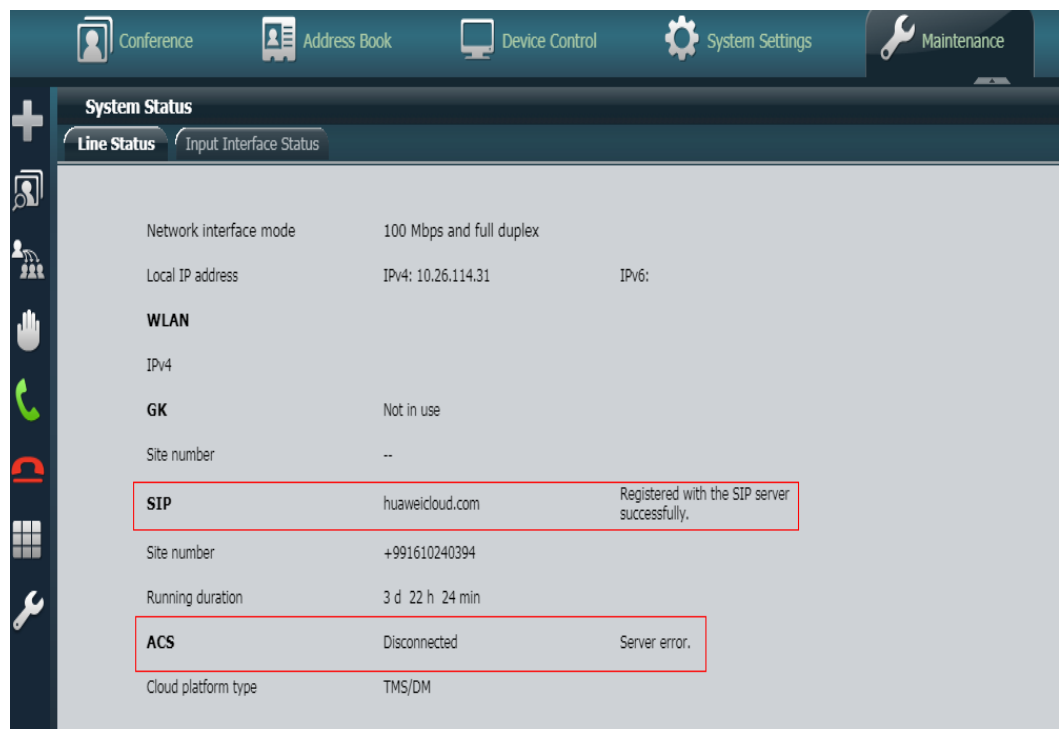 Conference Address Book Device Control System Settings Maintenance
System Status
Line Status Input Interface Status
Network interface mode 100 Mbps and full duplex
Local IP address IPv4: 10.26.114.31 IPv6:
WLAN
IPv4
GK Not in use
Site number --
SIP huaweicloud.com Registered with the SIP server
successfully.
Site number +991610240394
Running duration 3 d 22 h 24 min
ACS Disconnected Server error.
Cloud platform type TMS/DM